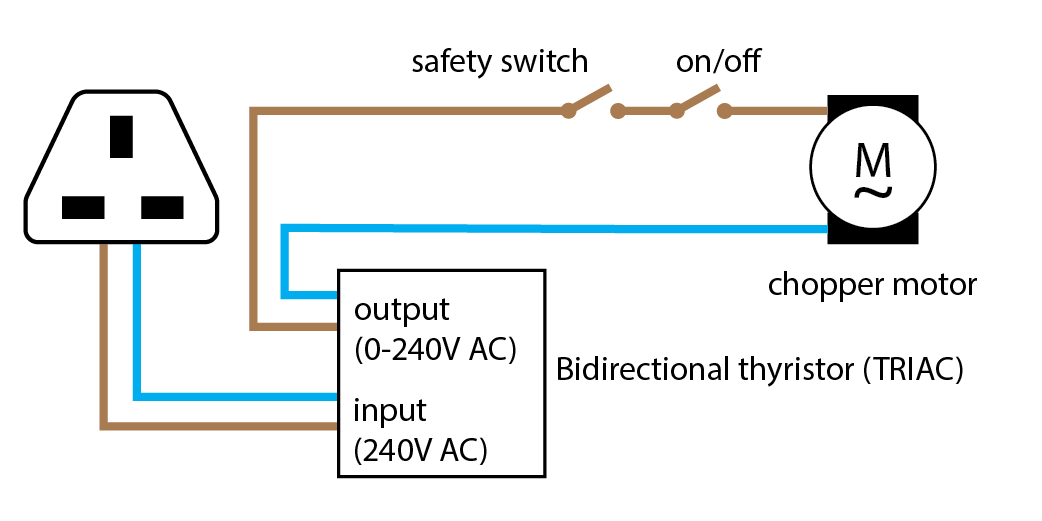 safety switch
on/off
M
~
chopper motor
output
(0-240V AC)
Bidirectional thyristor (TRIAC)
input
(240V AC)